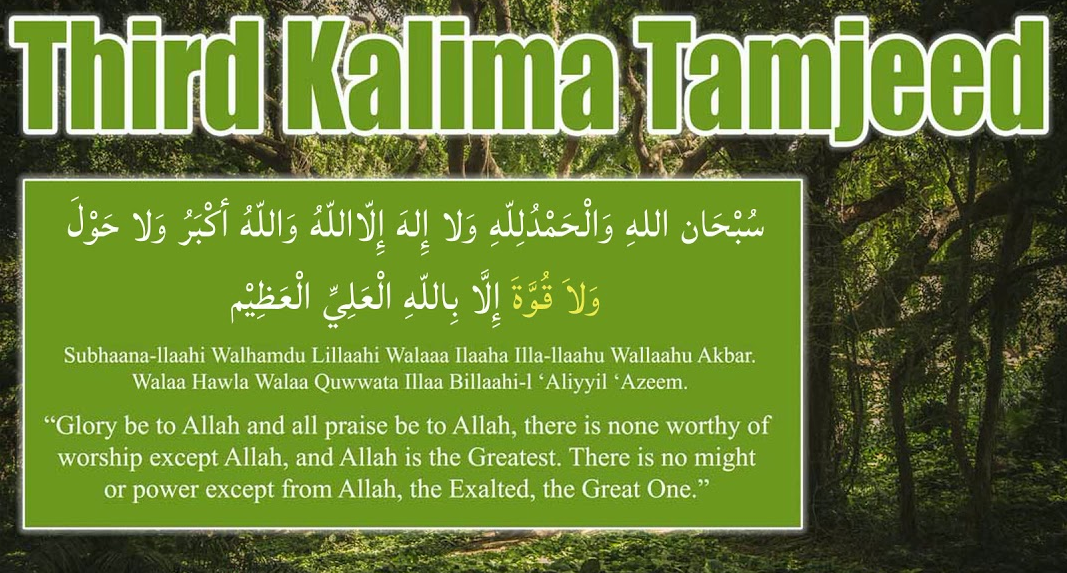 Third Kalima Tamjeed
سُبْحَان اللهِ وَالْحَمْدُلِلّهِ وَلا إِلهَ إِلّااللّهُ وَاللّهُ أكْبَرُ وَلا حَوْلَ
وَلاَ قُوَّةَ إِلَّا بِاللّهِ الْعَلِيِّ الْعَظِيْم
Subhaana-llaahi Walhamdu Lillaahi Walaaa Ilaaha Illa-llaahu Wallaahu Akbar.
Walaa Hawla Walaa Quwwata Illaa Billaahi-l ‘Aliyyil ‘Azeem.
“Glory be to Allah and all praise be to Allah, there is none worthy of
worship except Allah, and Allah is the Greatest. There is no might
or power except from Allah, the Exalted, the Great One.”